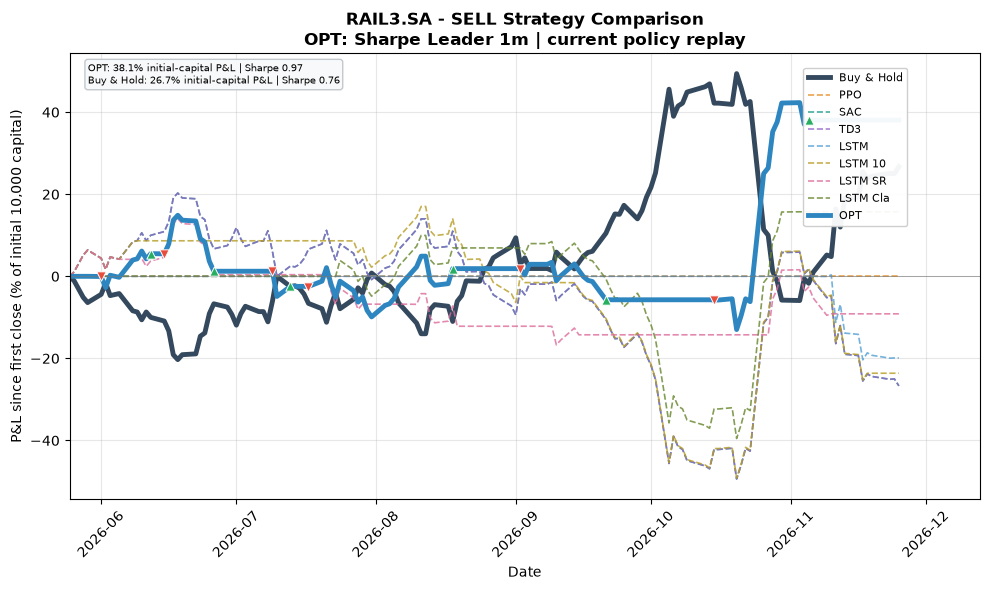 RAIL3.SA - SELL Strategy Comparison
OPT: Sharpe Leader 1m | current policy replay
OPT: 38.1% initial-capital P&L | Sharpe 0.97
Buy & Hold: 26.7% initial-capital P&L | Sharpe 0.76
Buy & Hold
PPO
SAC
TD3
LSTM
LSTM 10
LSTM SR
LSTM Cla
OPT
P&L since first close (% of initial 10,000 capital)
40
20
0
−20
−40
2026-06
2026-07
2026-08
2026-09
2026-10
2026-11
2026-12
Date